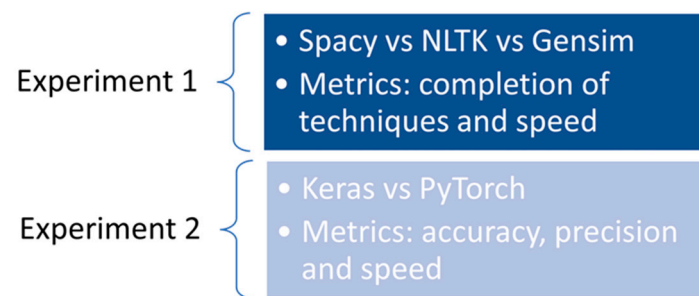 Experiment 1
• Spacy vs NLTK vs Gensim
• Metrics: completion of
techniques and speed
Experiment 2
• Keras vs PyTorch
• Metrics: accuracy, precision
and speed